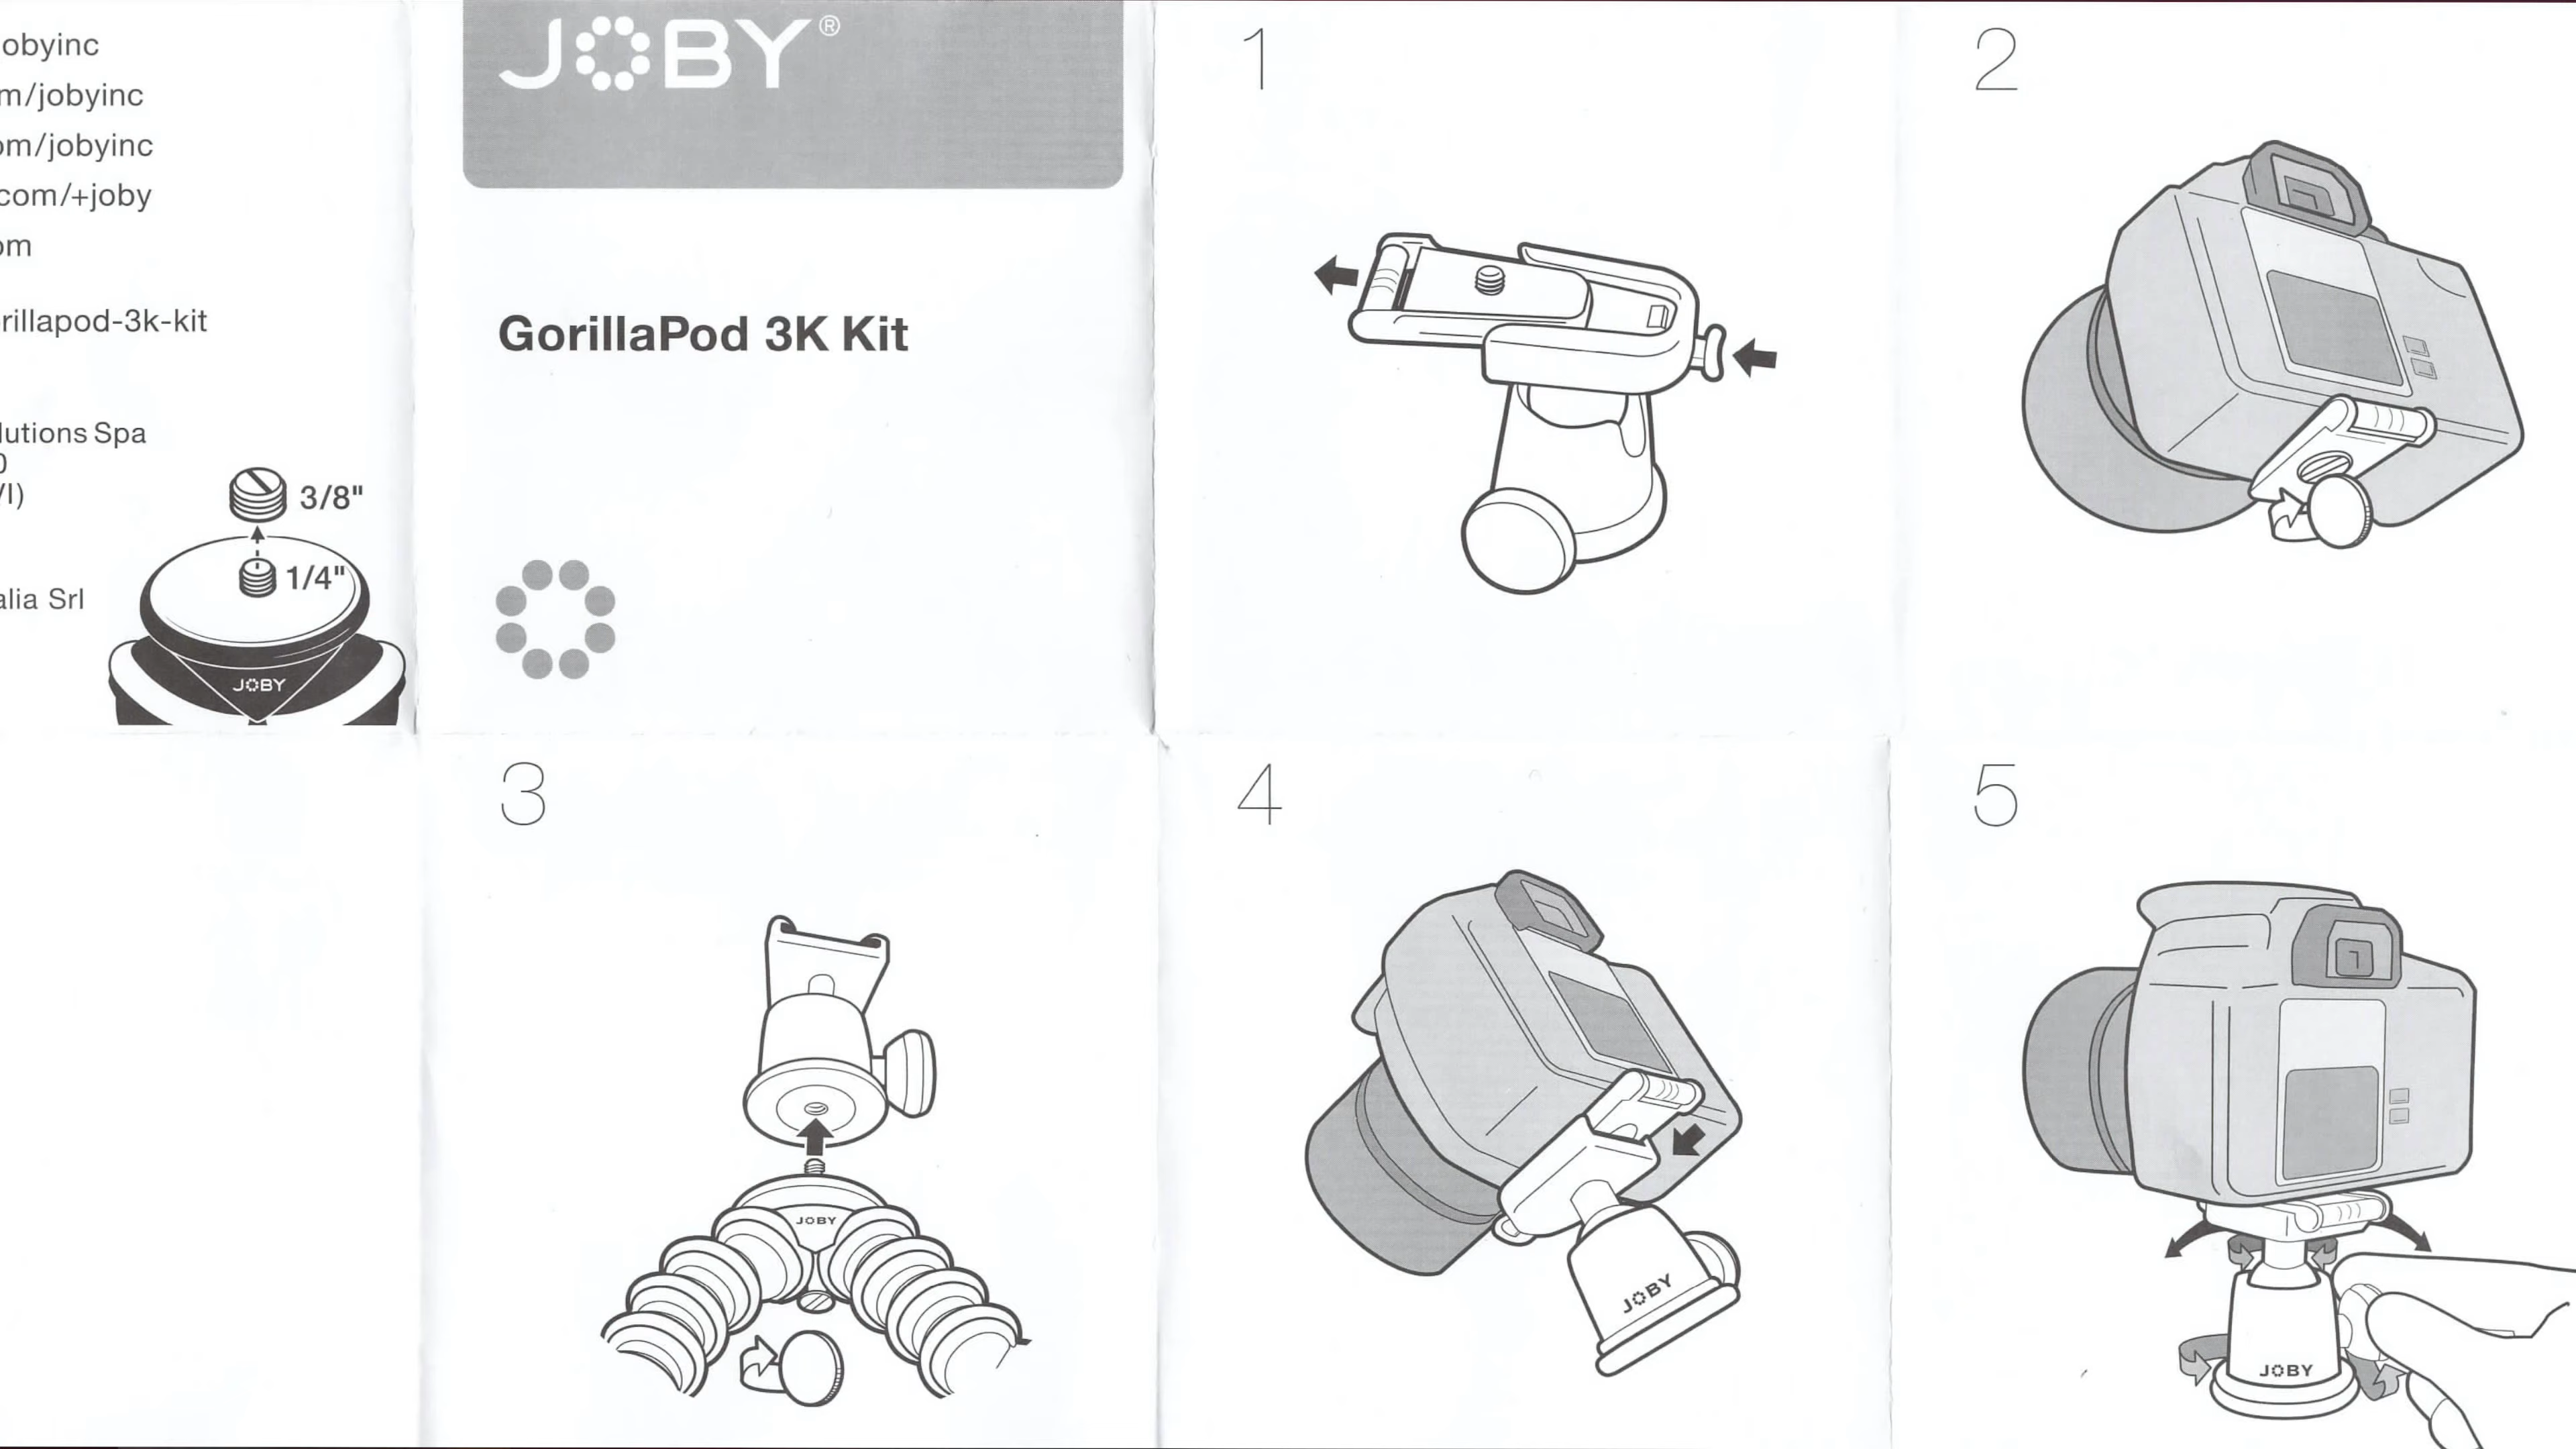 obyinc
m/jobyinc
om/jobyinc
.com/+joby
om
rillapod-3k-kit
lutions Spa
0
/I)
3/8"
1/4"
alia Srl
JOBY
JOBY®
GorillaPod 3K Kit
1
2
3
JOBY
4
JOBY
5
JOBY